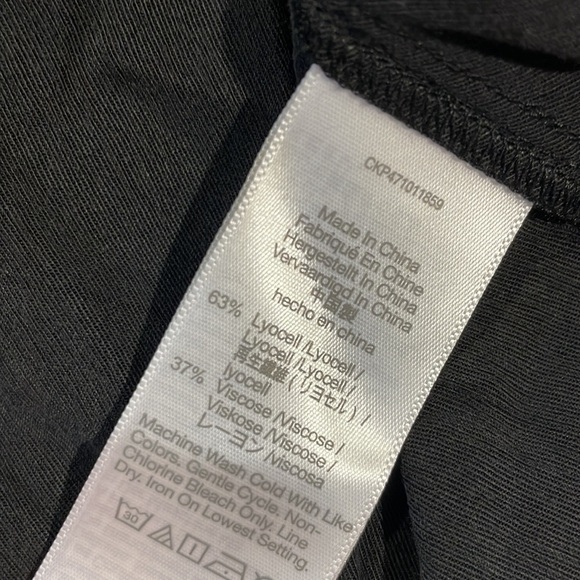 CKP471011859
Made In China
Fabriqué En Chine
Hergestellt In China
Vervaardigd In China
中国製
hecho en china
63% Lyocell /Lyocell /
Lyocell /Lyocell /
再生繊維 (リヨセル) /
lyocell
37% Viscose /Viscose /
Viskose /Viscose /
レーヨン /Viscosa
Machine Wash Cold With Like
Colors. Gentle Cycle. Non-
Chlorine Bleach Only. Line
Dry. Iron On Lowest Setting.
30